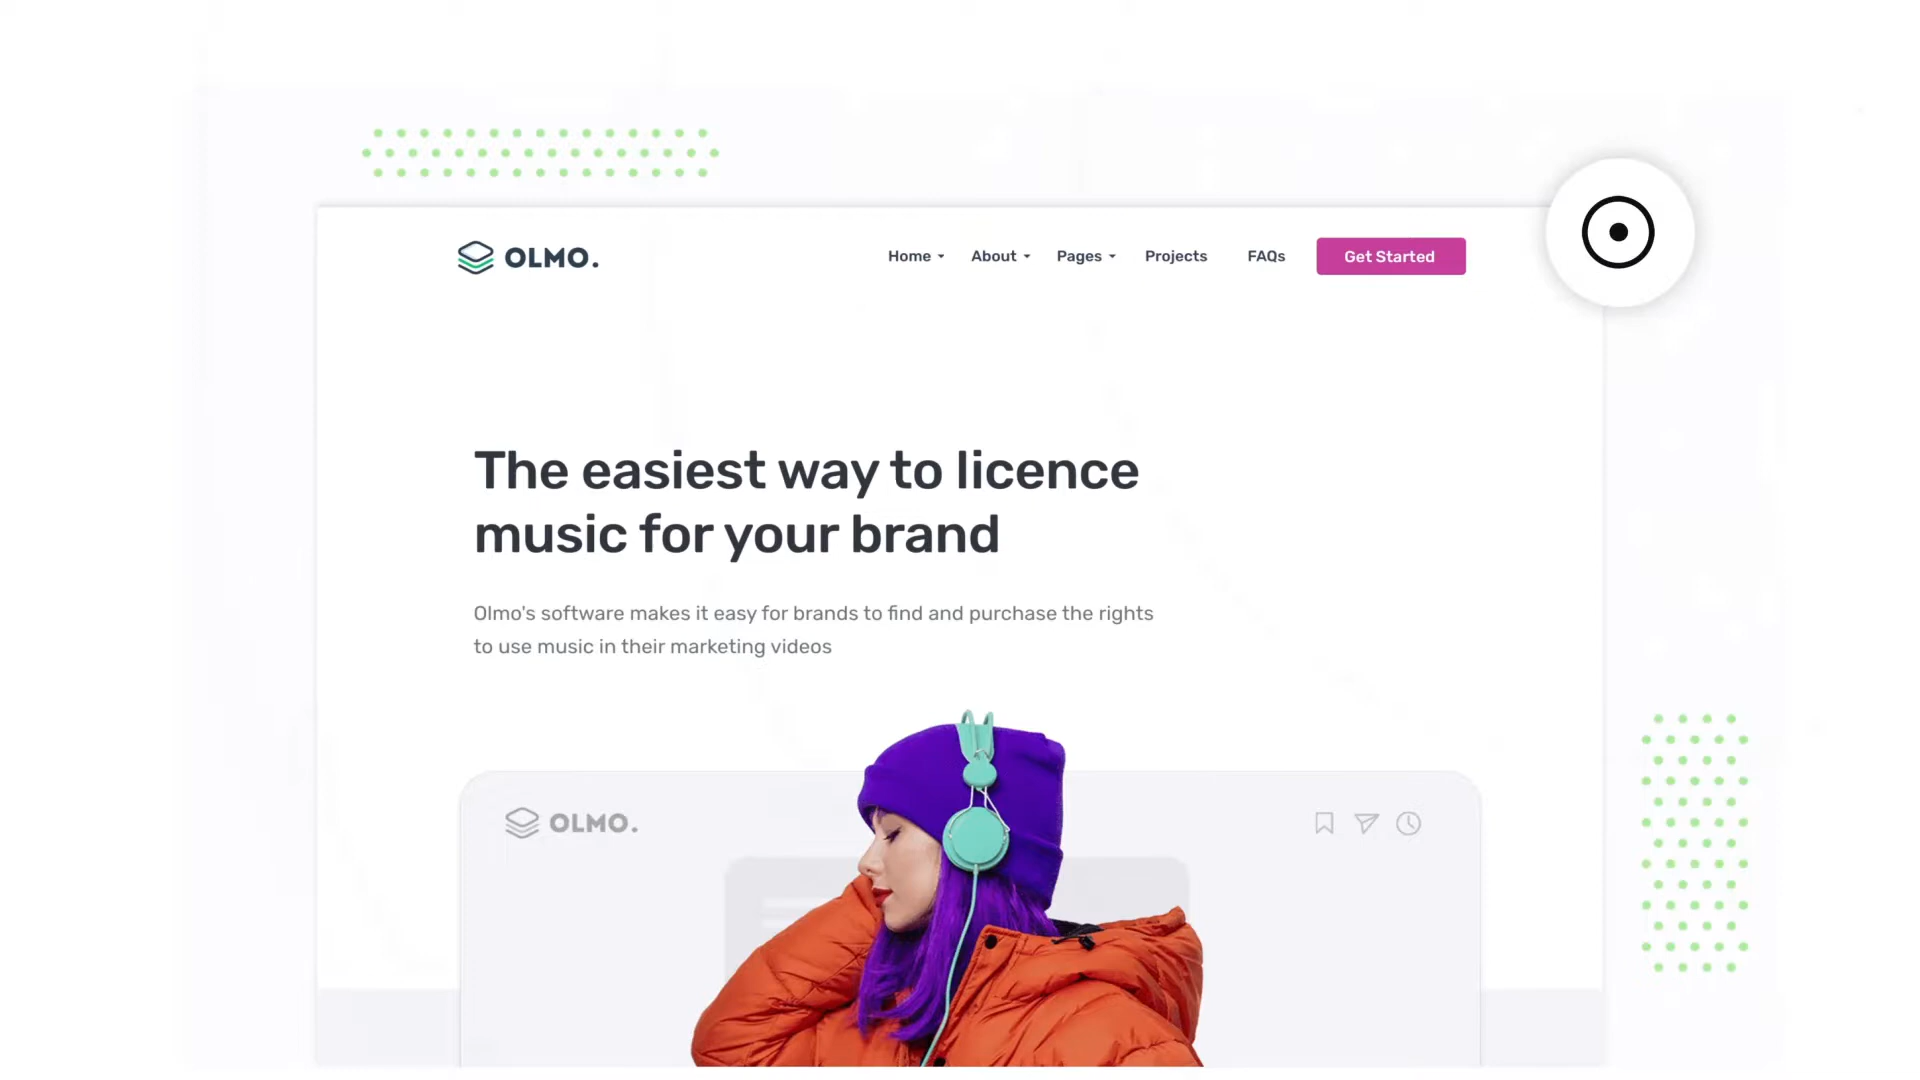 OLMO.
Home
About
Pages
Projects
FAQs
Get Started
The easiest way to licence
music for your brand
Olmo's software makes it easy for brands to find and purchase the rights
to use music in their marketing videos
OLMO.